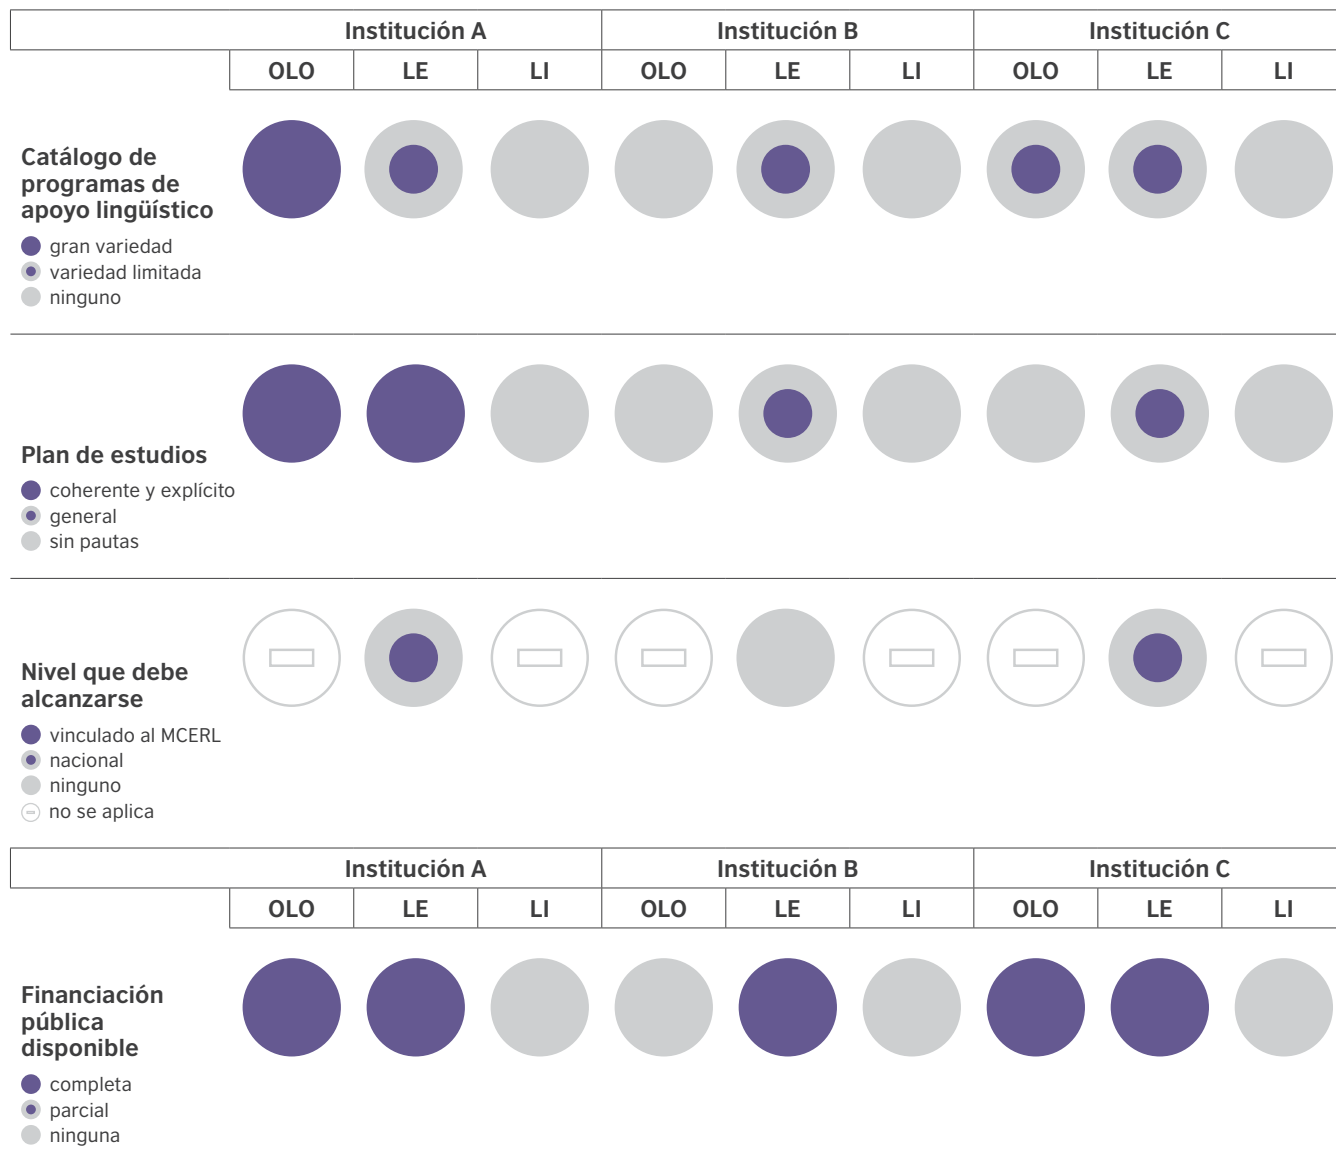 Institución A Institución B Institución C
OLO LE LI OLO LE LI OLO LE LI
Catálogo de
programas de
apoyo lingüístico
gran variedad
variedad limitada
ninguno
Plan de estudios
coherente y explícito
general
sin pautas
Nivel que debe
alcanzarse
vinculado al MCERL
nacional
ninguno
no se aplica
Institución A Institución B Institución C
OLO LE LI OLO LE LI OLO LE LI
Financiación
pública
disponible
completa
parcial
ninguna